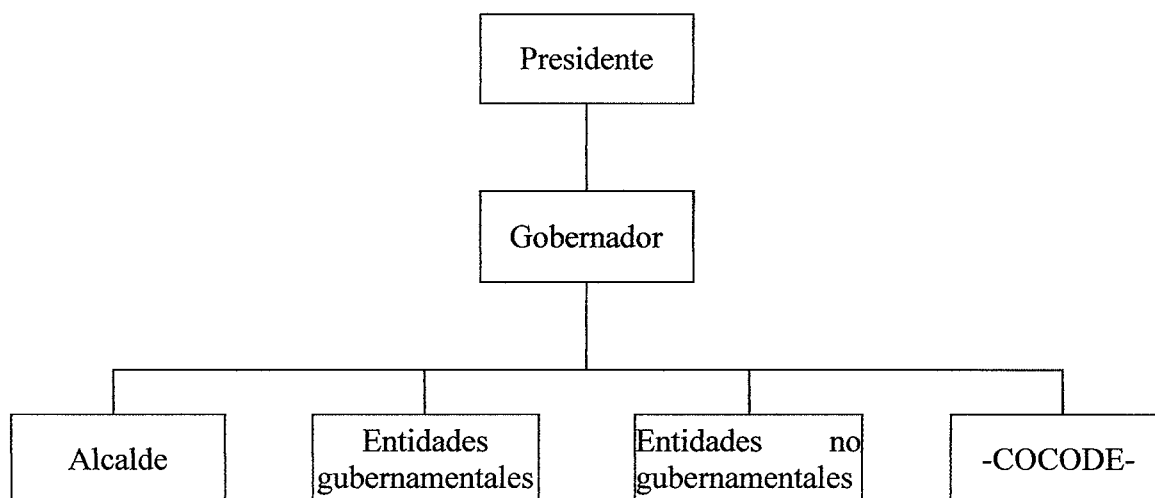 Presidente
Gobernador
Alcalde
Entidades
gubernamentales
Entidades no
gubernamentales
-COCODE-